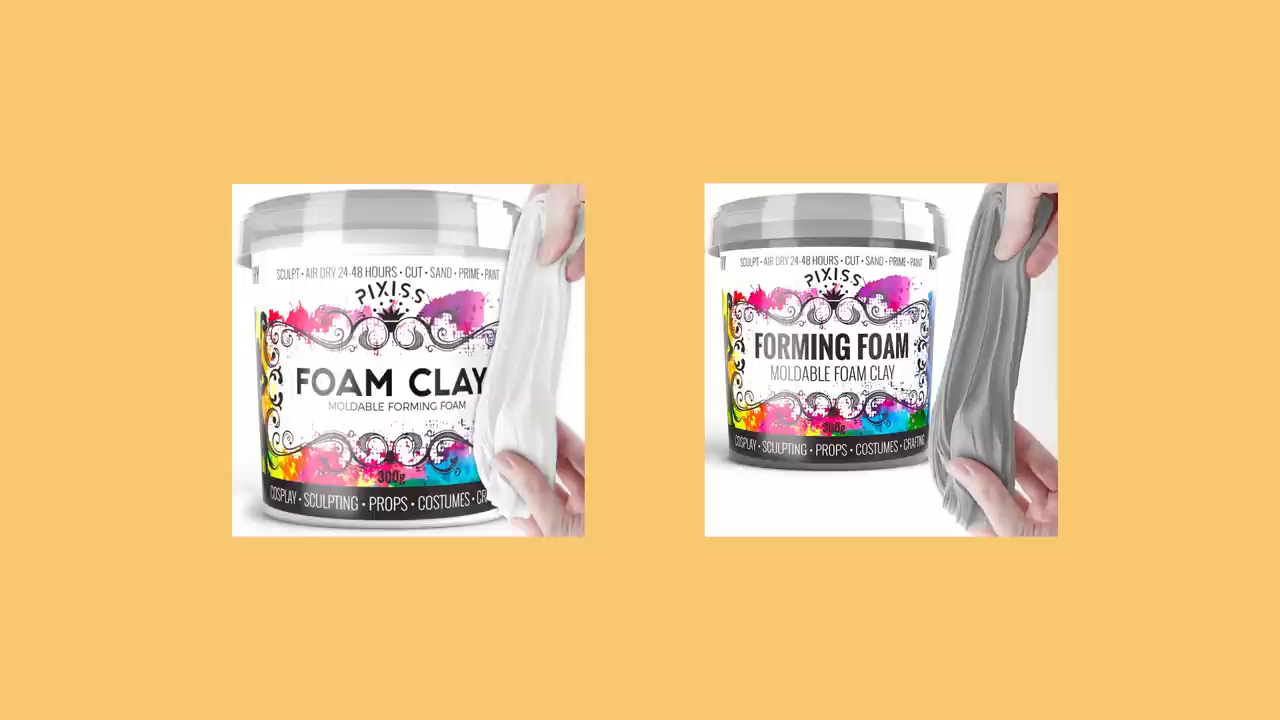 SCULPT • AIR DRY 24-48 HOURS • CUT • SAND • PRIME • PAINT
PIXISS
FOAM CLAY
MOLDABLE FORMING FOAM
300g
COSPLAY • SCULPTING • PROPS • COSTUMES • CRA
SCULPT • AIR DRY 24-48 HOURS • CUT • SAND • PRIME • PAINT
PIXISS
FORMING FOAM
MOLDABLE FOAM CLAY
300g
COSPLAY • SCULPTING • PROPS • COSTUMES • CRAFTING